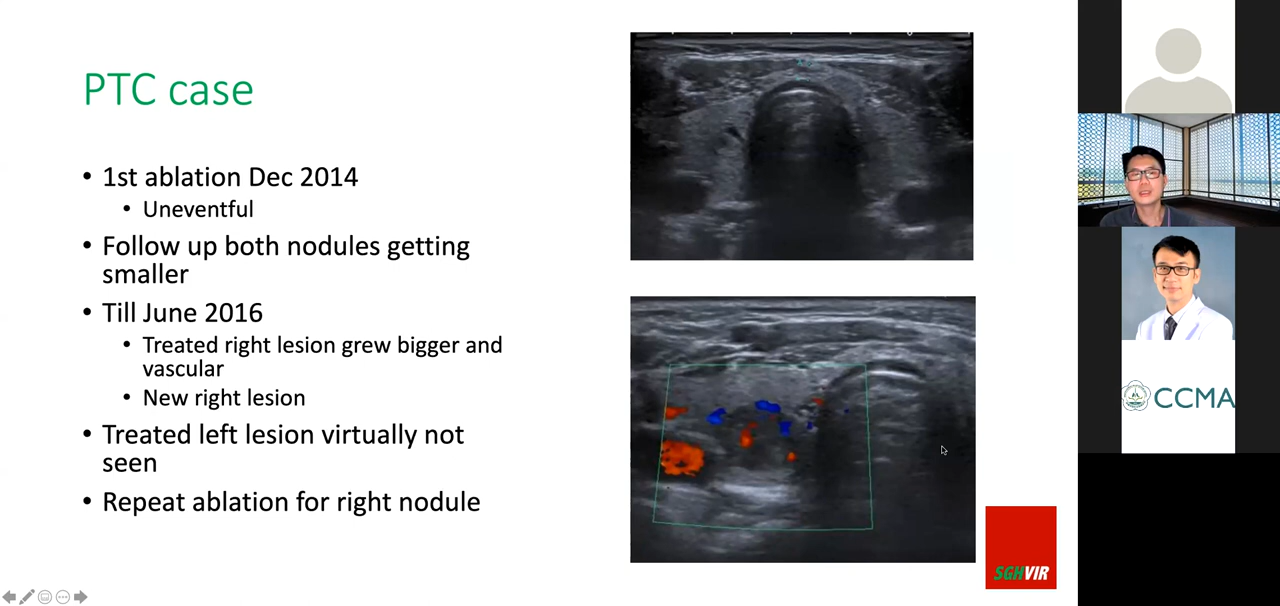 PTC case
• 1st ablation Dec 2014
• Uneventful
• Follow up both nodules getting
smaller
• Till June 2016
• Treated right lesion grew bigger and
vascular
• New right lesion
• Treated left lesion virtually not
seen
• Repeat ablation for right nodule
SGHVIR
CCMA